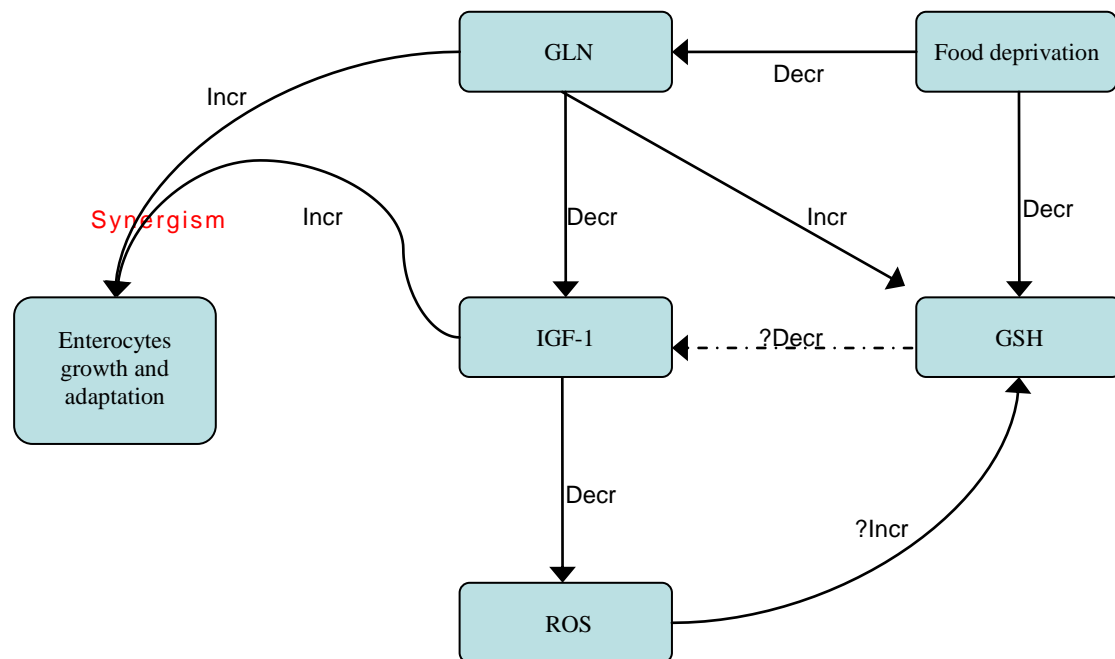 GLN
Food deprivation
Decr
Incr
Synergism
Incr
Decr
Incr
Decr
Enterocytes
growth and
adaptation
IGF-1
?Decr
GSH
Decr
?Incr
ROS